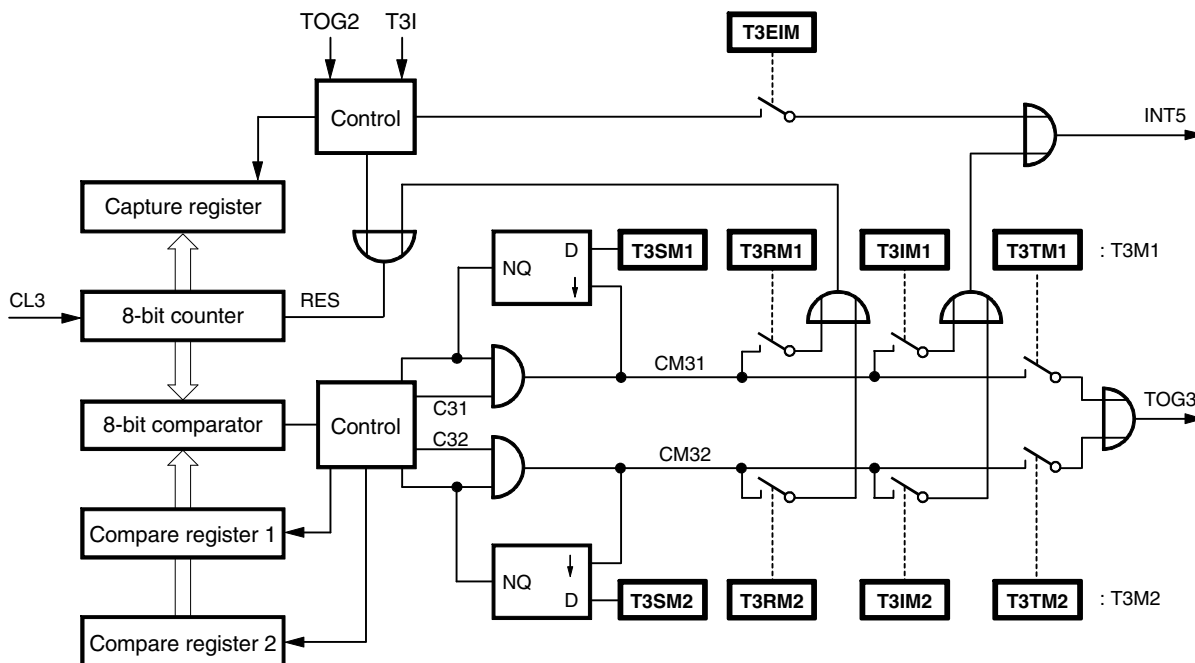 TOG2 T3I
T3EIM
Control
INT5
Capture register
D
NQ
T3SM1
T3RM1
T3IM1
T3TM1
: T3M1
CL3
8-bit counter
RES
CM31
C31
8-bit comparator
Control
TOG3
C32
CM32
Compare register 1
NQ
D
T3SM2
T3RM2
T3IM2
T3TM2
: T3M2
Compare register 2